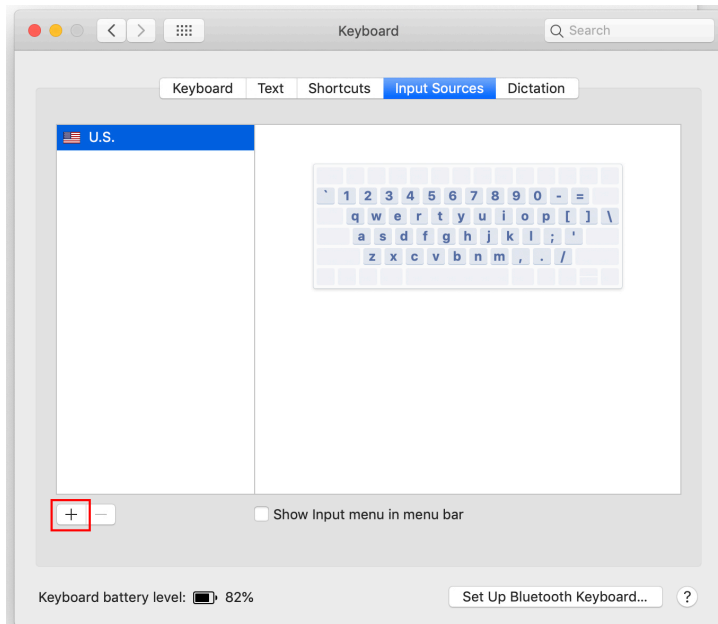 Keyboard
Search
Keyboard Text Shortcuts Input Sources Dictation
U.S.
` 1 2 3 4 5 6 7 8 9 0 - =
q w e r t y u i o p [ ] \
a s d f g h j k l ; '
z x c v b n m , . /
+ − Show Input menu in menu bar
Keyboard battery level: 82% Set Up Bluetooth Keyboard... ?